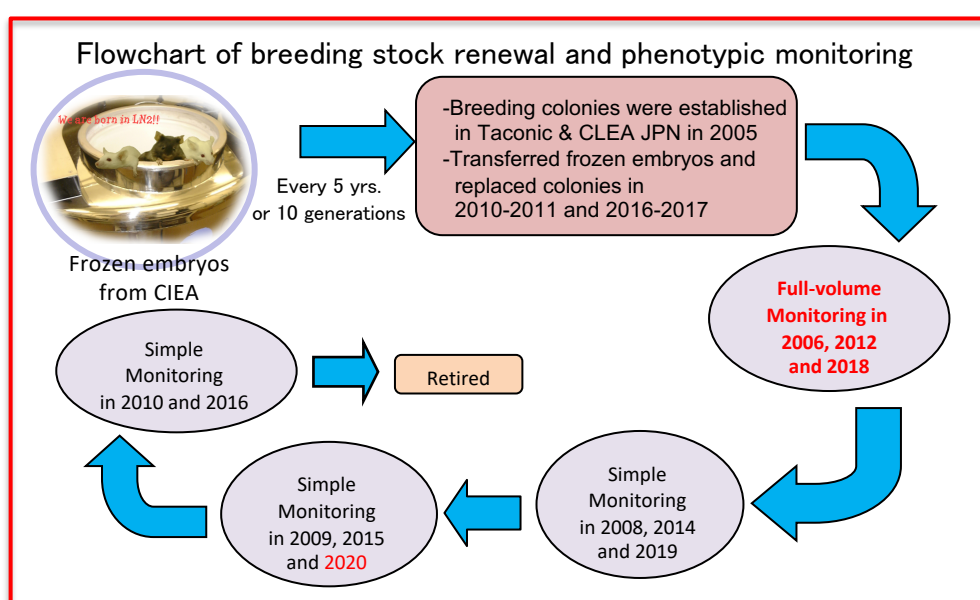 Flowchart of breeding stock renewal and phenotypic monitoring
We are born in LN2!!
Every 5 yrs.
or 10 generations
-Breeding colonies were established
in Taconic & CLEA JPN in 2005
-Transferred frozen embryos and
replaced colonies in
2010-2011 and 2016-2017
Frozen embryos
from CIEA
Full-volume
Monitoring in
2006, 2012
and 2018
Simple
Monitoring
in 2008, 2014
and 2019
Simple
Monitoring
in 2009, 2015
and 2020
Simple
Monitoring
in 2010 and 2016
Retired